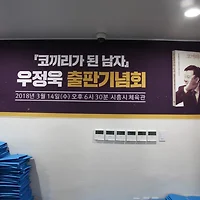 『코끼리가 된 남자』
우정욱 출판기념회
2018년 3월 14일(수) 오후 6시 30분 시흥시체육관